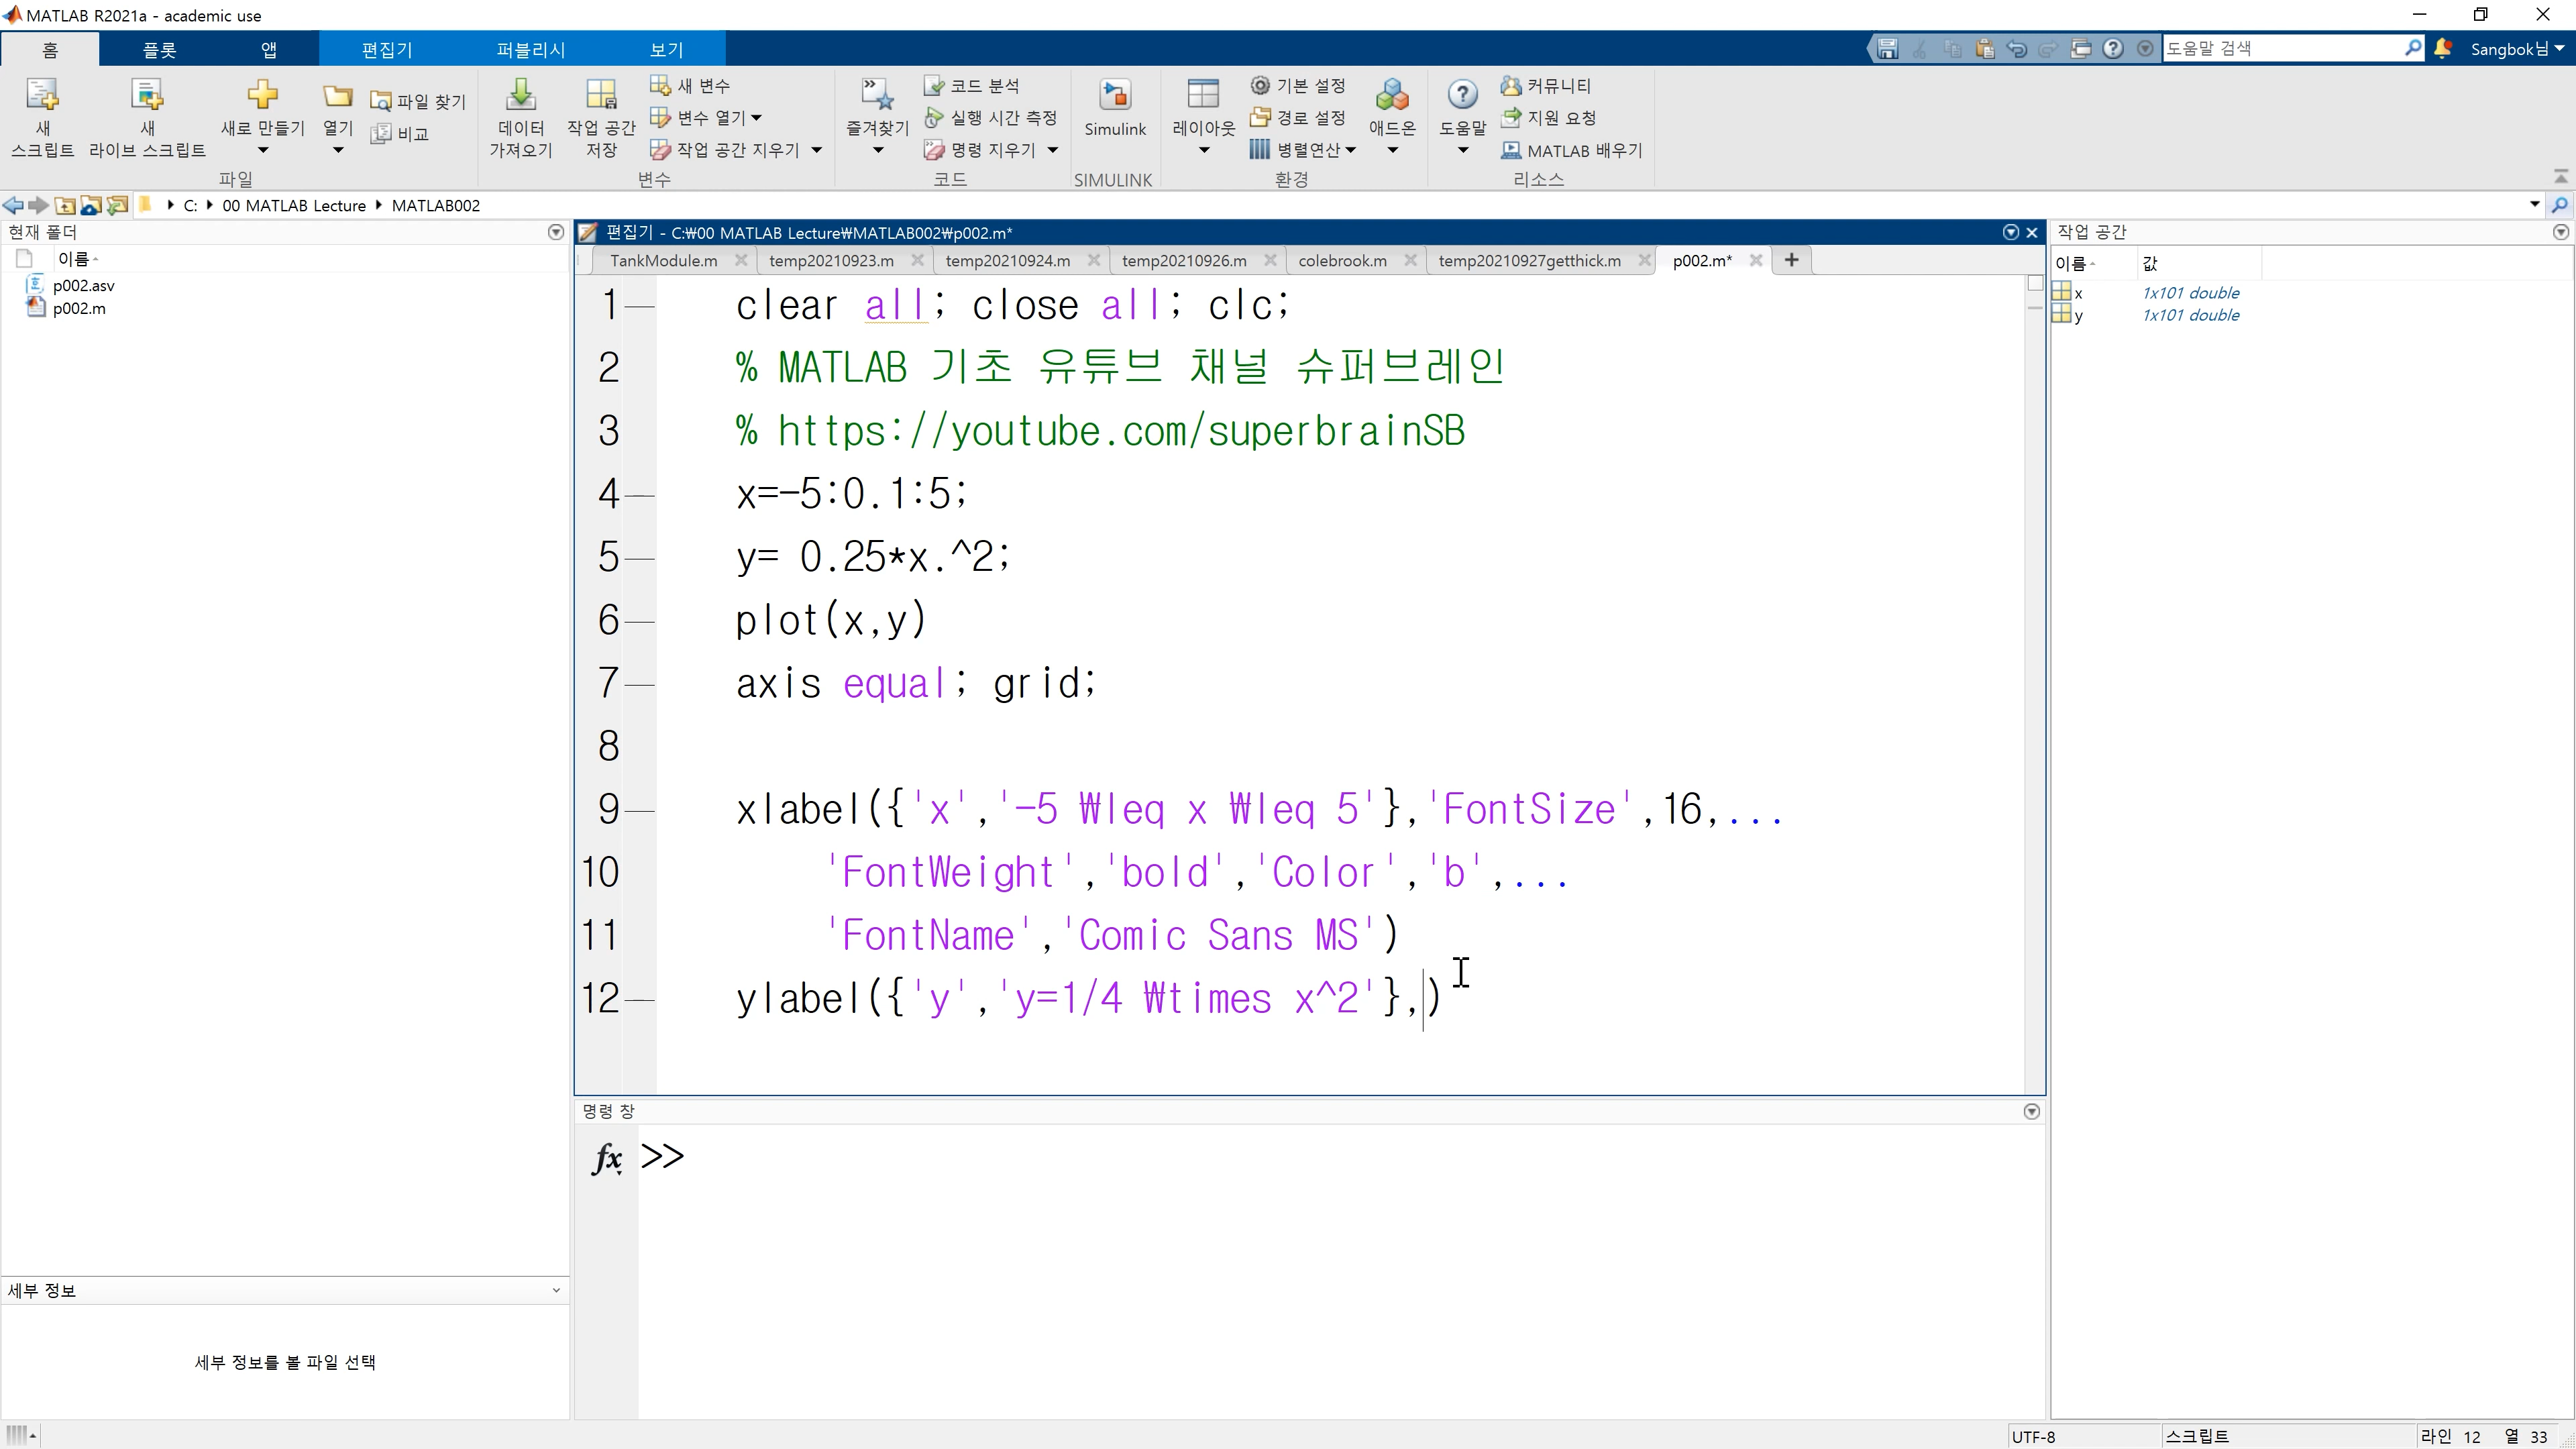 MATLAB R2021a - academic use
홈 플롯 앱 편집기 퍼블리시 보기 도움말 검색 Sangbok님
새 스크립트
새 라이브 스크립트
새로 만들기
열기
파일 찾기
비교
파일
데이터 가져오기
작업 공간 저장
새 변수
변수 열기
작업 공간 지우기
변수
즐겨찾기
코드 분석
실행 시간 측정
명령 지우기
코드
Simulink
SIMULINK
레이아웃
기본 설정
경로 설정
병렬연산
애드온
환경
도움말
커뮤니티
지원 요청
MATLAB 배우기
리소스
C: 00 MATLAB Lecture MATLAB002
현재 폴더
이름
p002.asv
p002.m
세부 정보
세부 정보를 볼 파일 선택
편집기 - C:₩00 MATLAB Lecture₩MATLAB002₩p002.m*
TankModule.m temp20210923.m temp20210924.m temp20210926.m colebrook.m temp20210927getthick.m p002.m* +
1 clear all; close all; clc;
2 % MATLAB 기초 유튜브 채널 슈퍼브레인
3 % https://youtube.com/superbrainSB
4 x=-5:0.1:5;
5 y= 0.25*x.^2;
6 plot(x,y)
7 axis equal; grid;
8
9 xlabel({'x','-5 ₩leq x ₩leq 5'},'FontSize',16,...
10 'FontWeight','bold','Color','b',...
11 'FontName','Comic Sans MS')
12 ylabel({'y','y=1/4 ₩times x^2'},)
명령 창
fx >>
작업 공간
이름 값
x 1x101 double
y 1x101 double
UTF-8 스크립트 라인 12 열 33